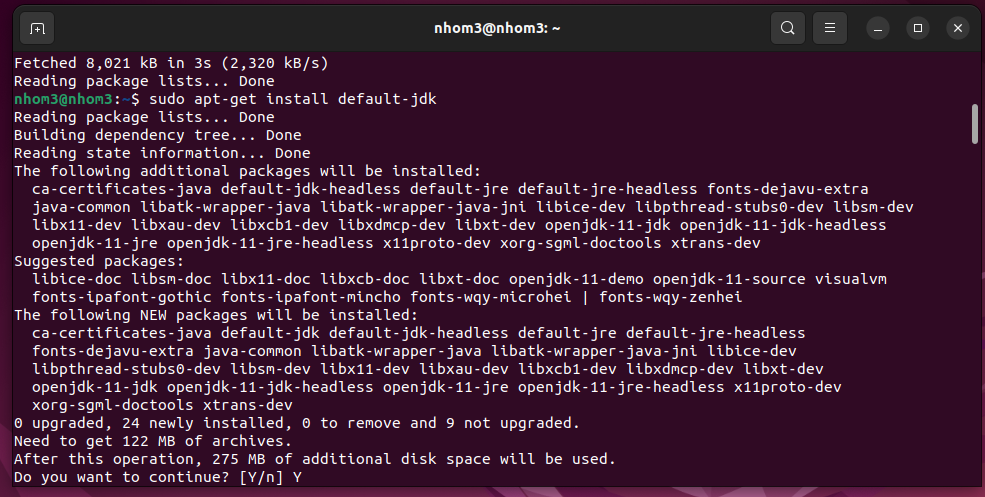 nhom3@nhom3: ~
Fetched 8,021 kB in 3s (2,320 kB/s)
Reading package lists... Done
nhom3@nhom3:~$ sudo apt-get install default-jdk
Reading package lists... Done
Building dependency tree... Done
Reading state information... Done
The following additional packages will be installed:
  ca-certificates-java default-jdk-headless default-jre default-jre-headless fonts-dejavu-extra
  java-common libatk-wrapper-java libatk-wrapper-java-jni libice-dev libpthread-stubs0-dev libsm-dev
  libx11-dev libxau-dev libxcb1-dev libxdmcp-dev libxt-dev openjdk-11-jdk openjdk-11-jdk-headless
  openjdk-11-jre openjdk-11-jre-headless x11proto-dev xorg-sgml-doctools xtrans-dev
Suggested packages:
  libice-doc libsm-doc libx11-doc libxcb-doc libxt-doc openjdk-11-demo openjdk-11-source visualvm
  fonts-ipafont-gothic fonts-ipafont-mincho fonts-wqy-microhei | fonts-wqy-zenhei
The following NEW packages will be installed:
  ca-certificates-java default-jdk default-jdk-headless default-jre default-jre-headless
  fonts-dejavu-extra java-common libatk-wrapper-java libatk-wrapper-java-jni libice-dev
  libpthread-stubs0-dev libsm-dev libx11-dev libxau-dev libxcb1-dev libxdmcp-dev libxt-dev
  openjdk-11-jdk openjdk-11-jdk-headless openjdk-11-jre openjdk-11-jre-headless x11proto-dev
  xorg-sgml-doctools xtrans-dev
0 upgraded, 24 newly installed, 0 to remove and 9 not upgraded.
Need to get 122 MB of archives.
After this operation, 275 MB of additional disk space will be used.
Do you want to continue? [Y/n] Y